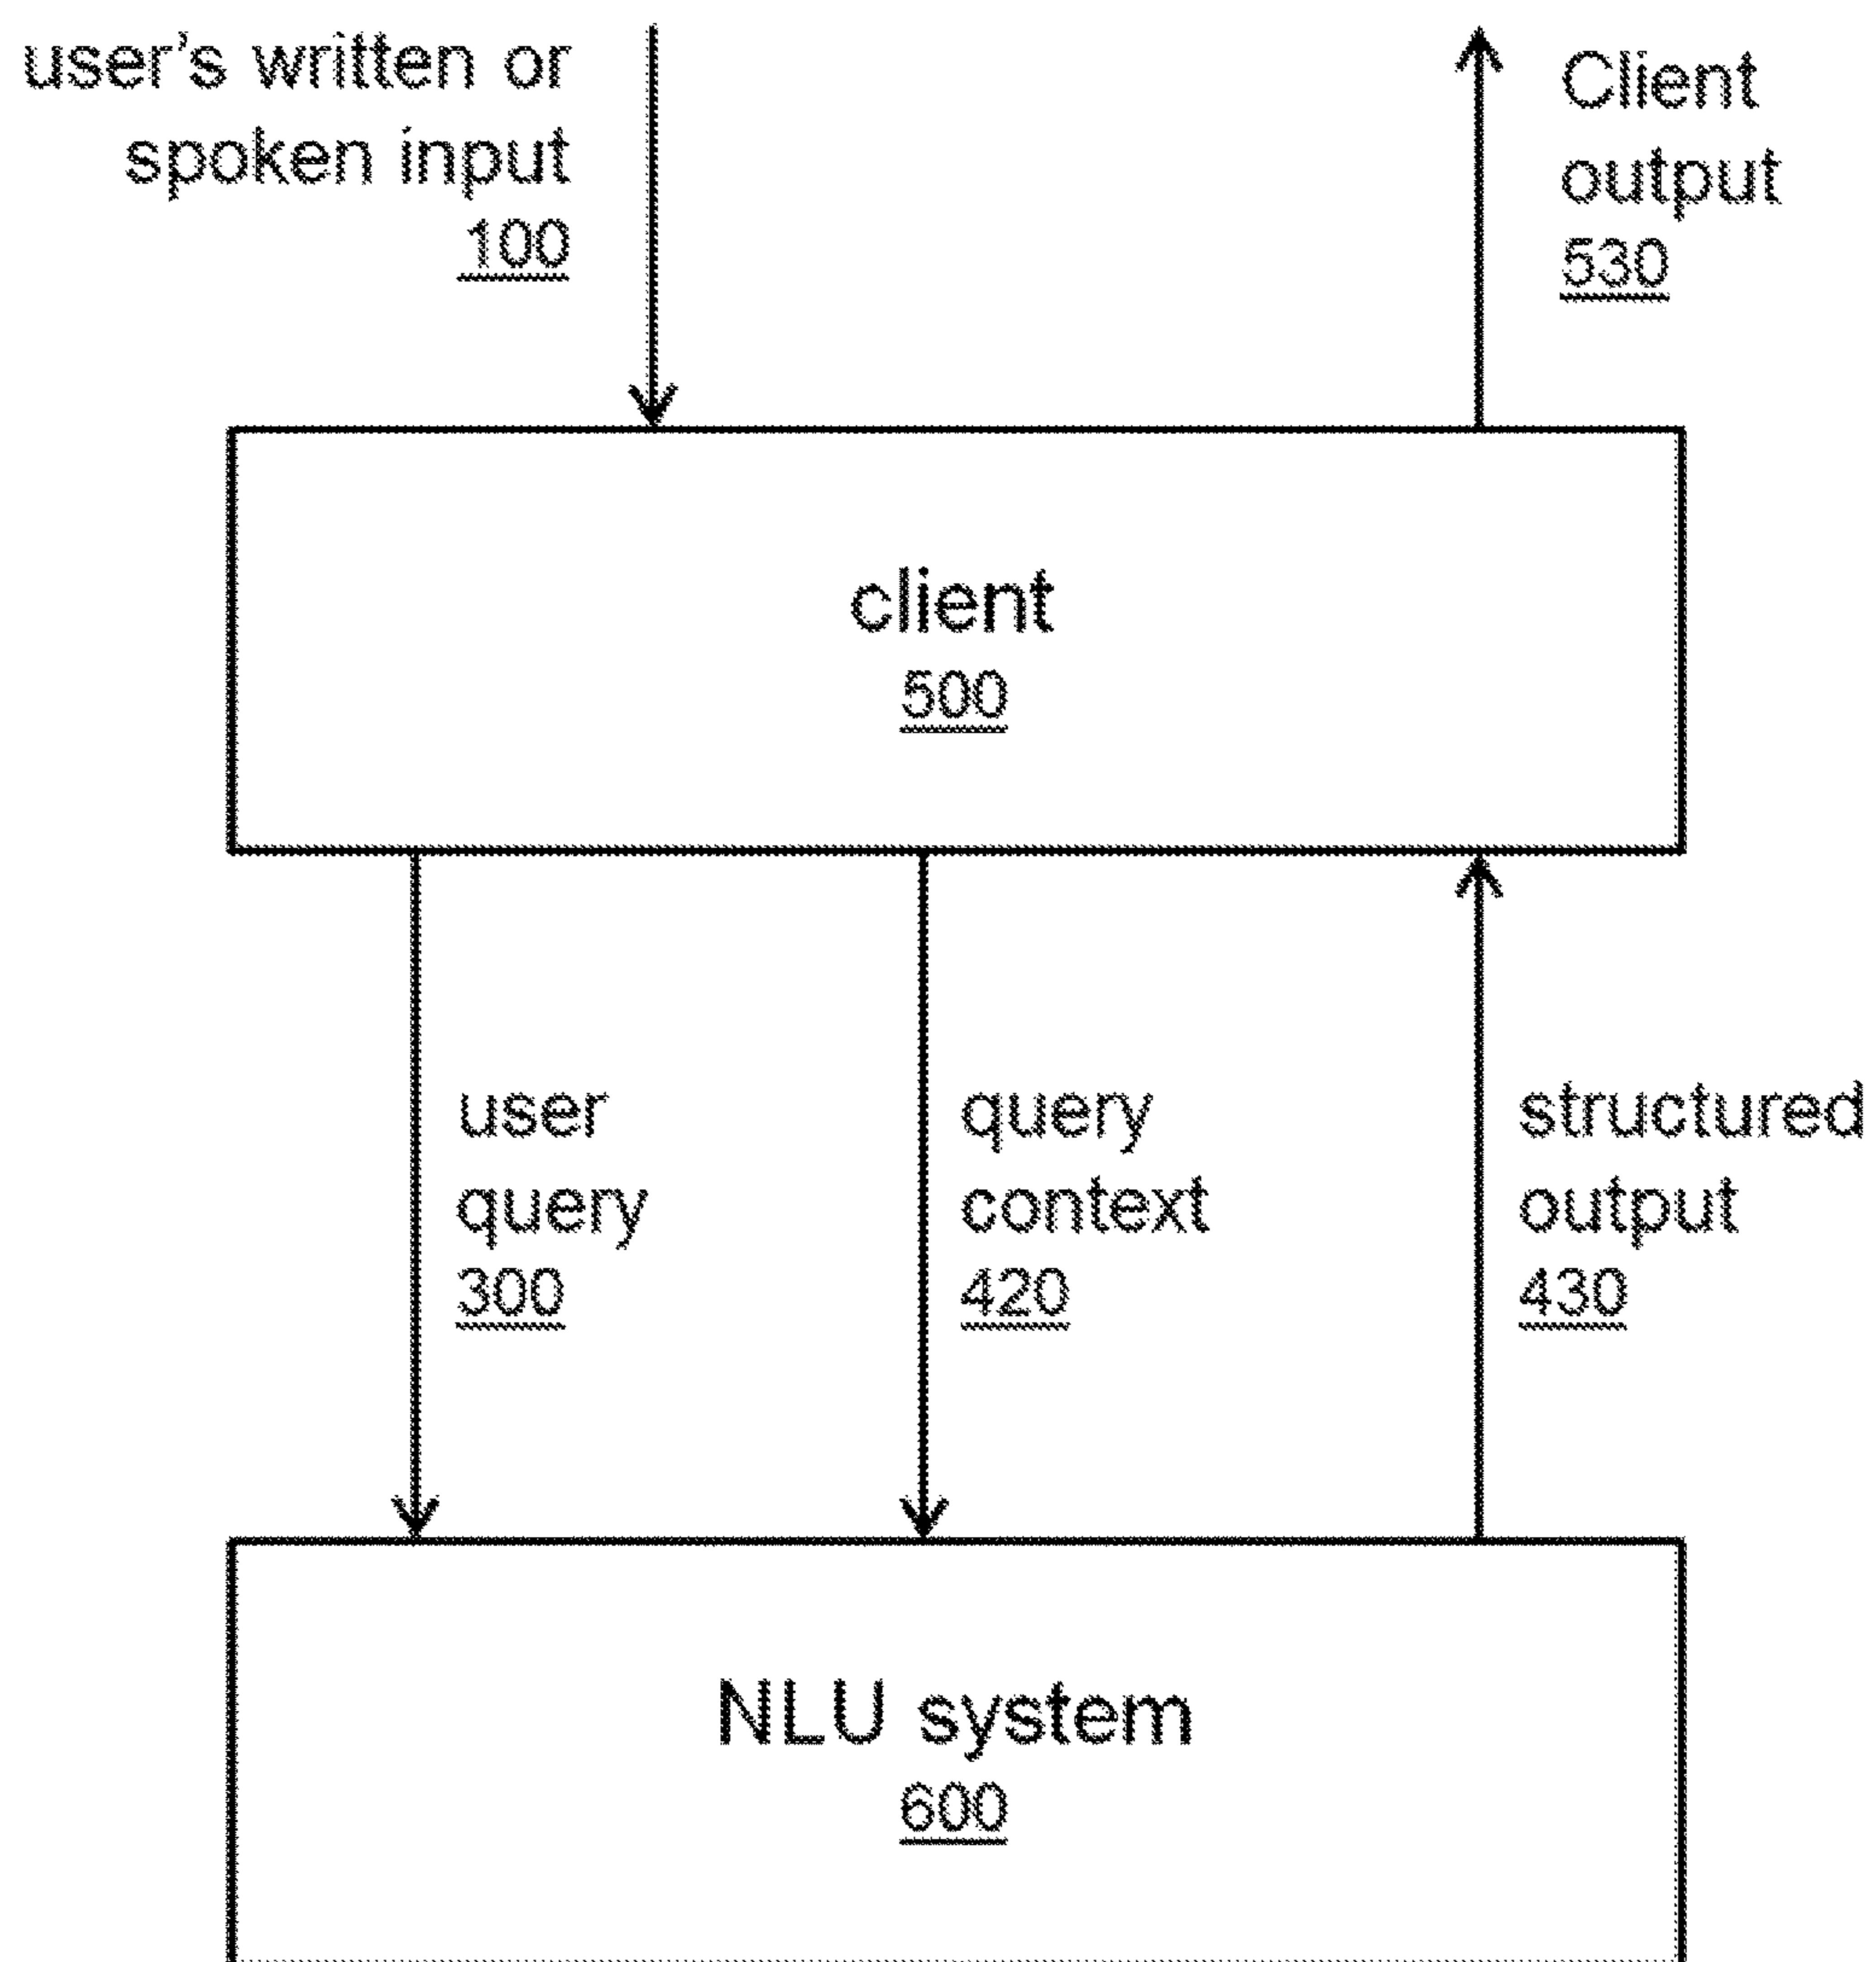 user's written or
spoken input
100
Client
output
530
client
500
user
query
300
query
context
420
structured
output
430
NLU system
600